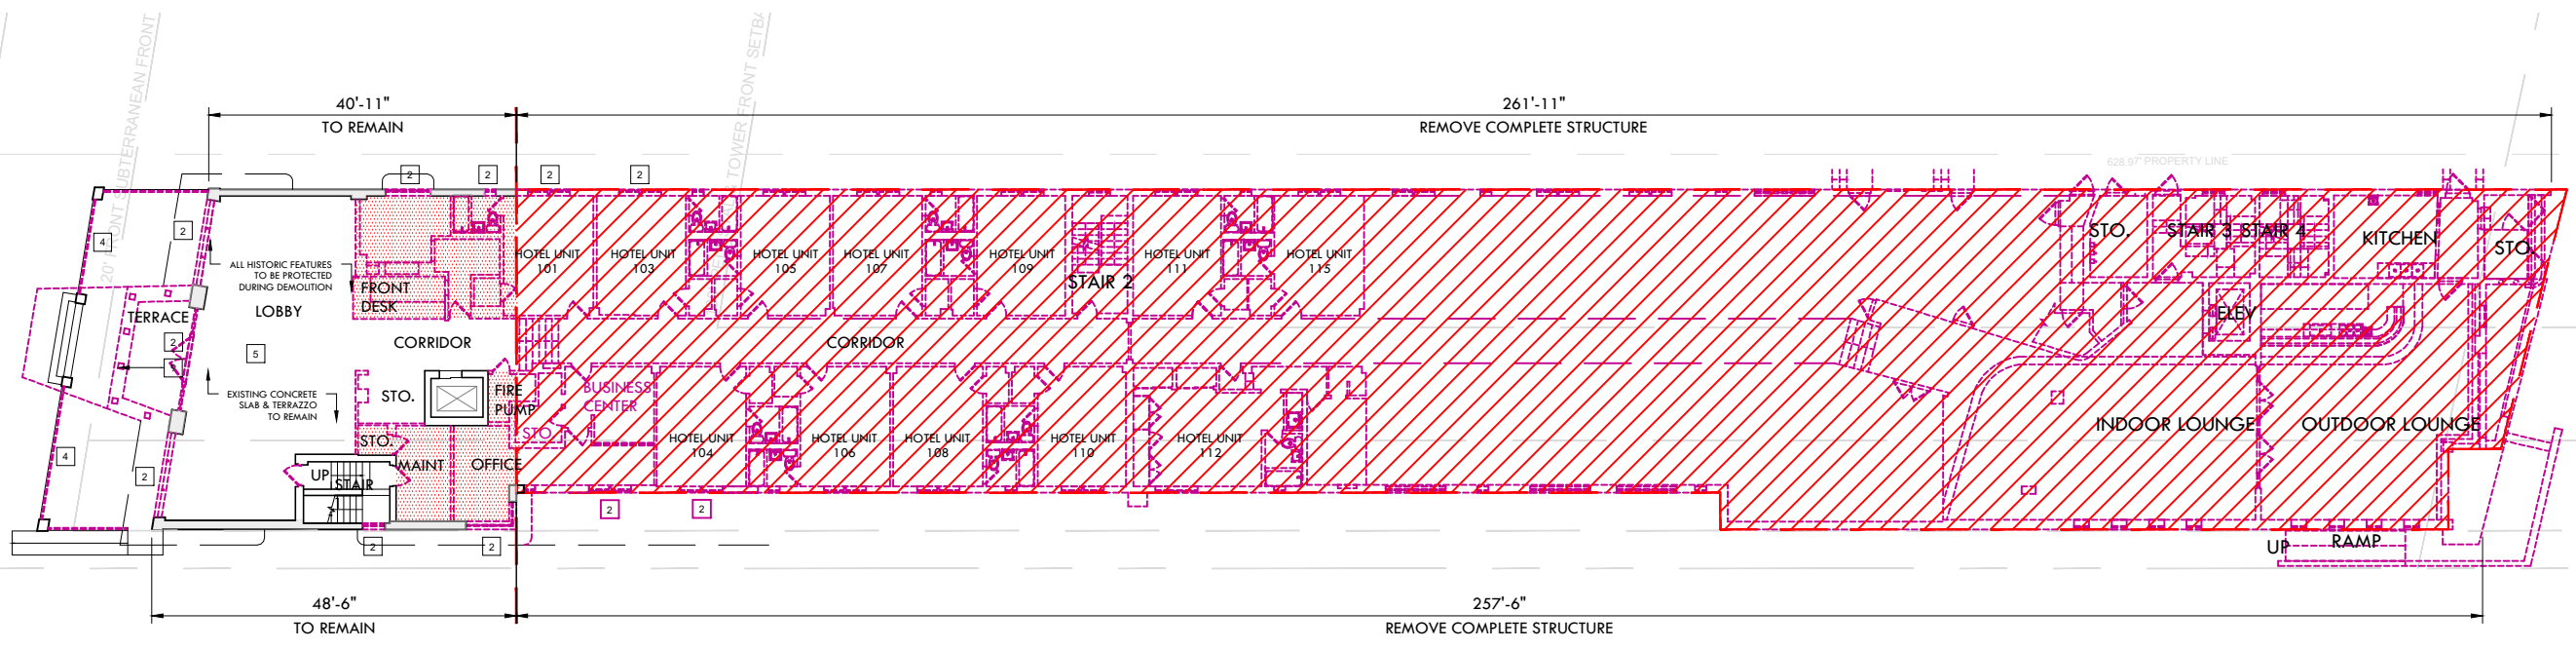 20' FRONT SUBTERRANEAN FRONT
TOWER FRONT SETBA
40'-11"
TO REMAIN
261'-11"
REMOVE COMPLETE STRUCTURE
628.97' PROPERTY LINE
2
2
2
2
4
2
ALL HISTORIC FEATURES
TO BE PROTECTED
DURING DEMOLITION
LOBBY
FRONT
DESK
TERRACE
2
5
CORRIDOR
EXISTING CONCRETE
SLAB & TERRAZZO
TO REMAIN
STO.
FIRE
PUMP
STO.
STO.
MAINT
OFFICE
UP
STAIR
4
2
2
2
HOTEL UNIT
101
HOTEL UNIT
103
HOTEL UNIT
105
HOTEL UNIT
107
HOTEL UNIT
109
STAIR 2
HOTEL UNIT
111
HOTEL UNIT
115
CORRIDOR
BUSINESS
CENTER
HOTEL UNIT
104
HOTEL UNIT
106
HOTEL UNIT
108
HOTEL UNIT
110
HOTEL UNIT
112
2
2
STO.
STAIR 3
STAIR 4
KITCHEN
STO.
ELEV
INDOOR LOUNGE
OUTDOOR LOUNGE
UP
RAMP
48'-6"
TO REMAIN
257'-6"
REMOVE COMPLETE STRUCTURE